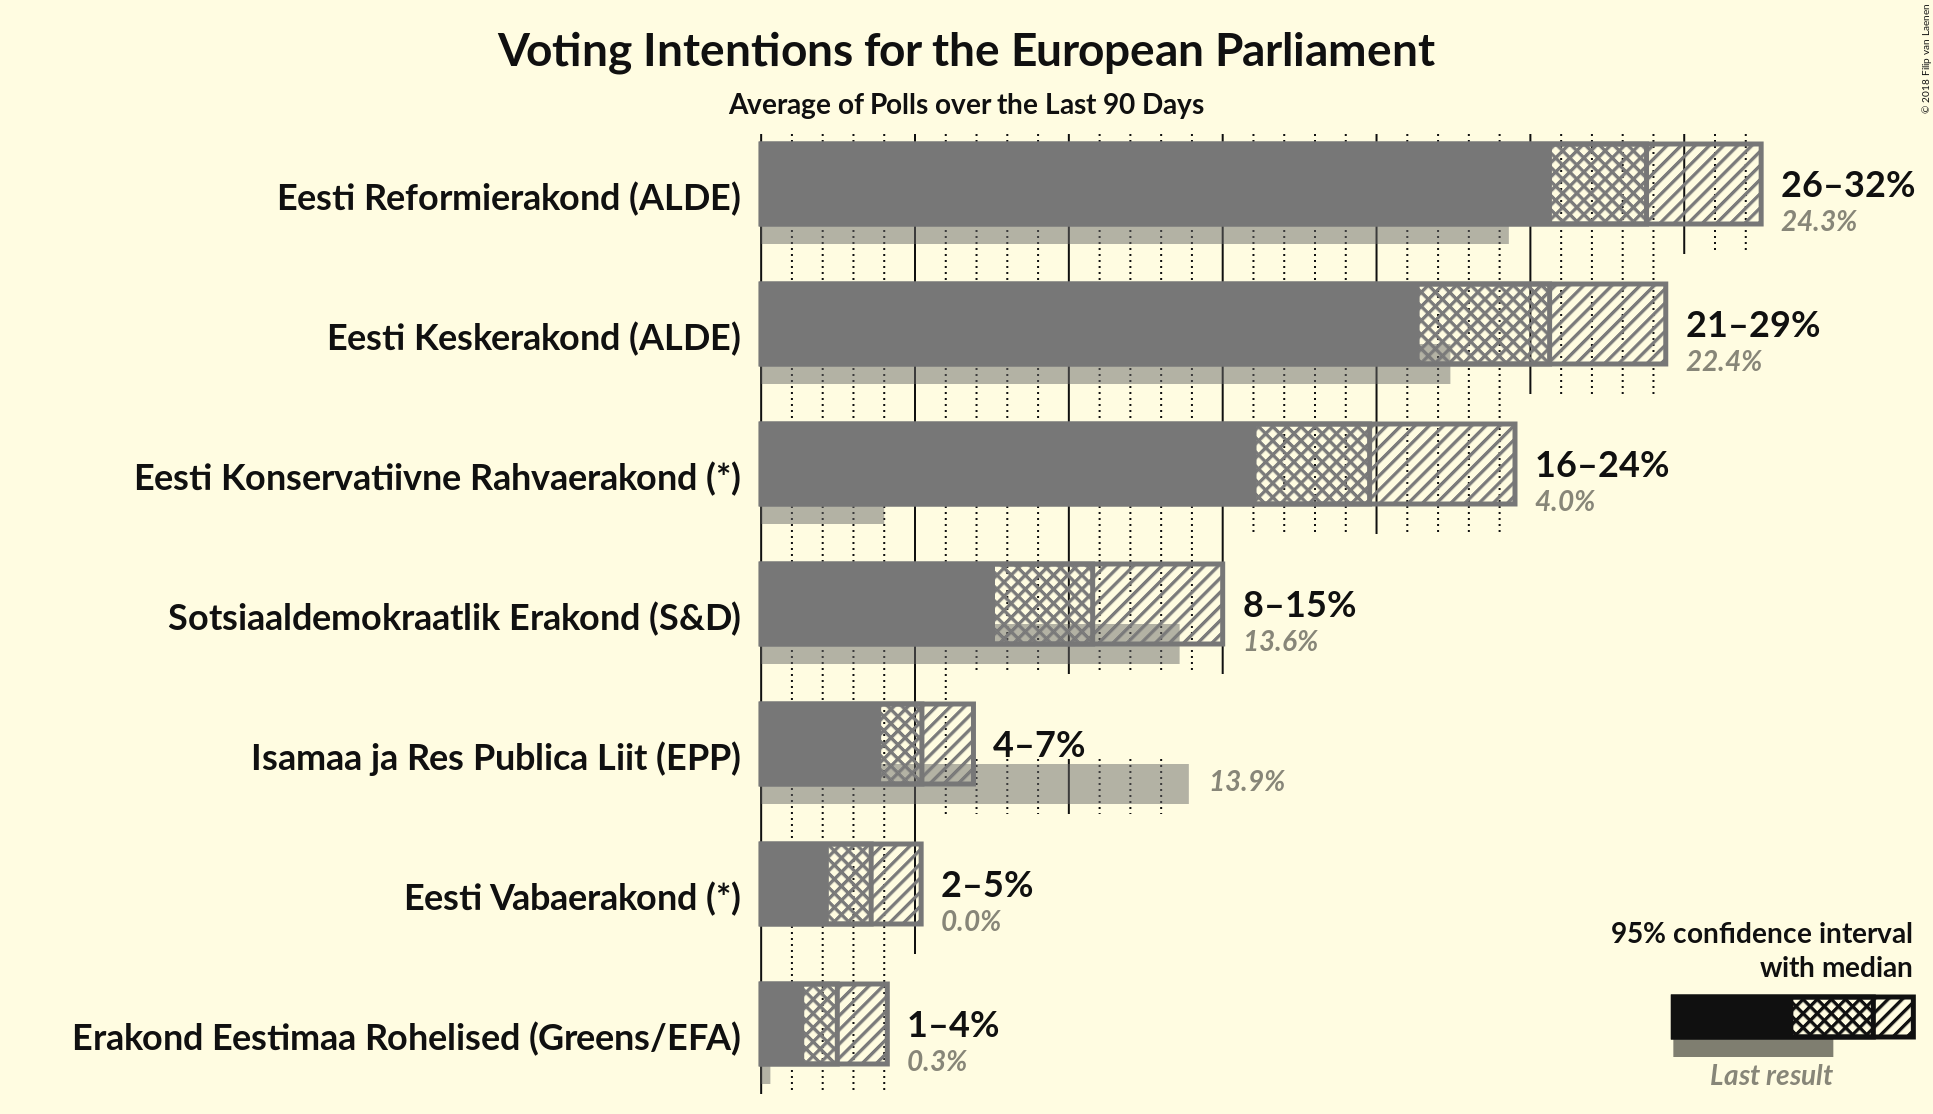 Voting Intentions for the European Parliament
Average of Polls over the Last 90 Days
© 2018 Filip van Laenen
Eesti Reformierakond (ALDE)
26–32%
24.3%
Eesti Keskerakond (ALDE)
21–29%
22.4%
Eesti Konservatiivne Rahvaerakond (*)
16–24%
4.0%
Sotsiaaldemokraatlik Erakond (S&D)
8–15%
13.6%
Isamaa ja Res Publica Liit (EPP)
4–7%
13.9%
Eesti Vabaerakond (*)
2–5%
0.0%
Erakond Eestimaa Rohelised (Greens/EFA)
1–4%
0.3%
95% confidence interval
with median
Last result